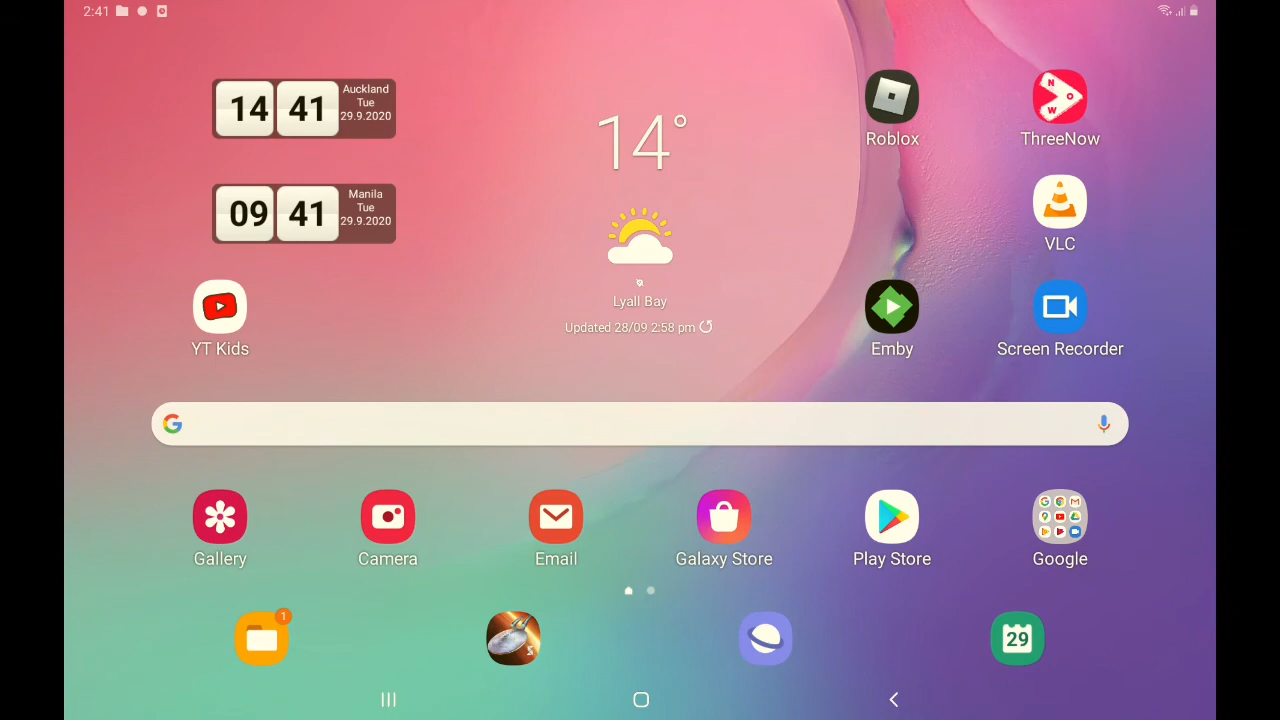 2:41
14 41
Auckland
Tue
29.9.2020
09 41
Manila
Tue
29.9.2020
14°
Lyall Bay
Updated 28/09 2:58 pm
Roblox
N
O
W
ThreeNow
VLC
YT Kids
Emby
Screen Recorder
G
Gallery
Camera
Email
Galaxy Store
Play Store
Google
1
29